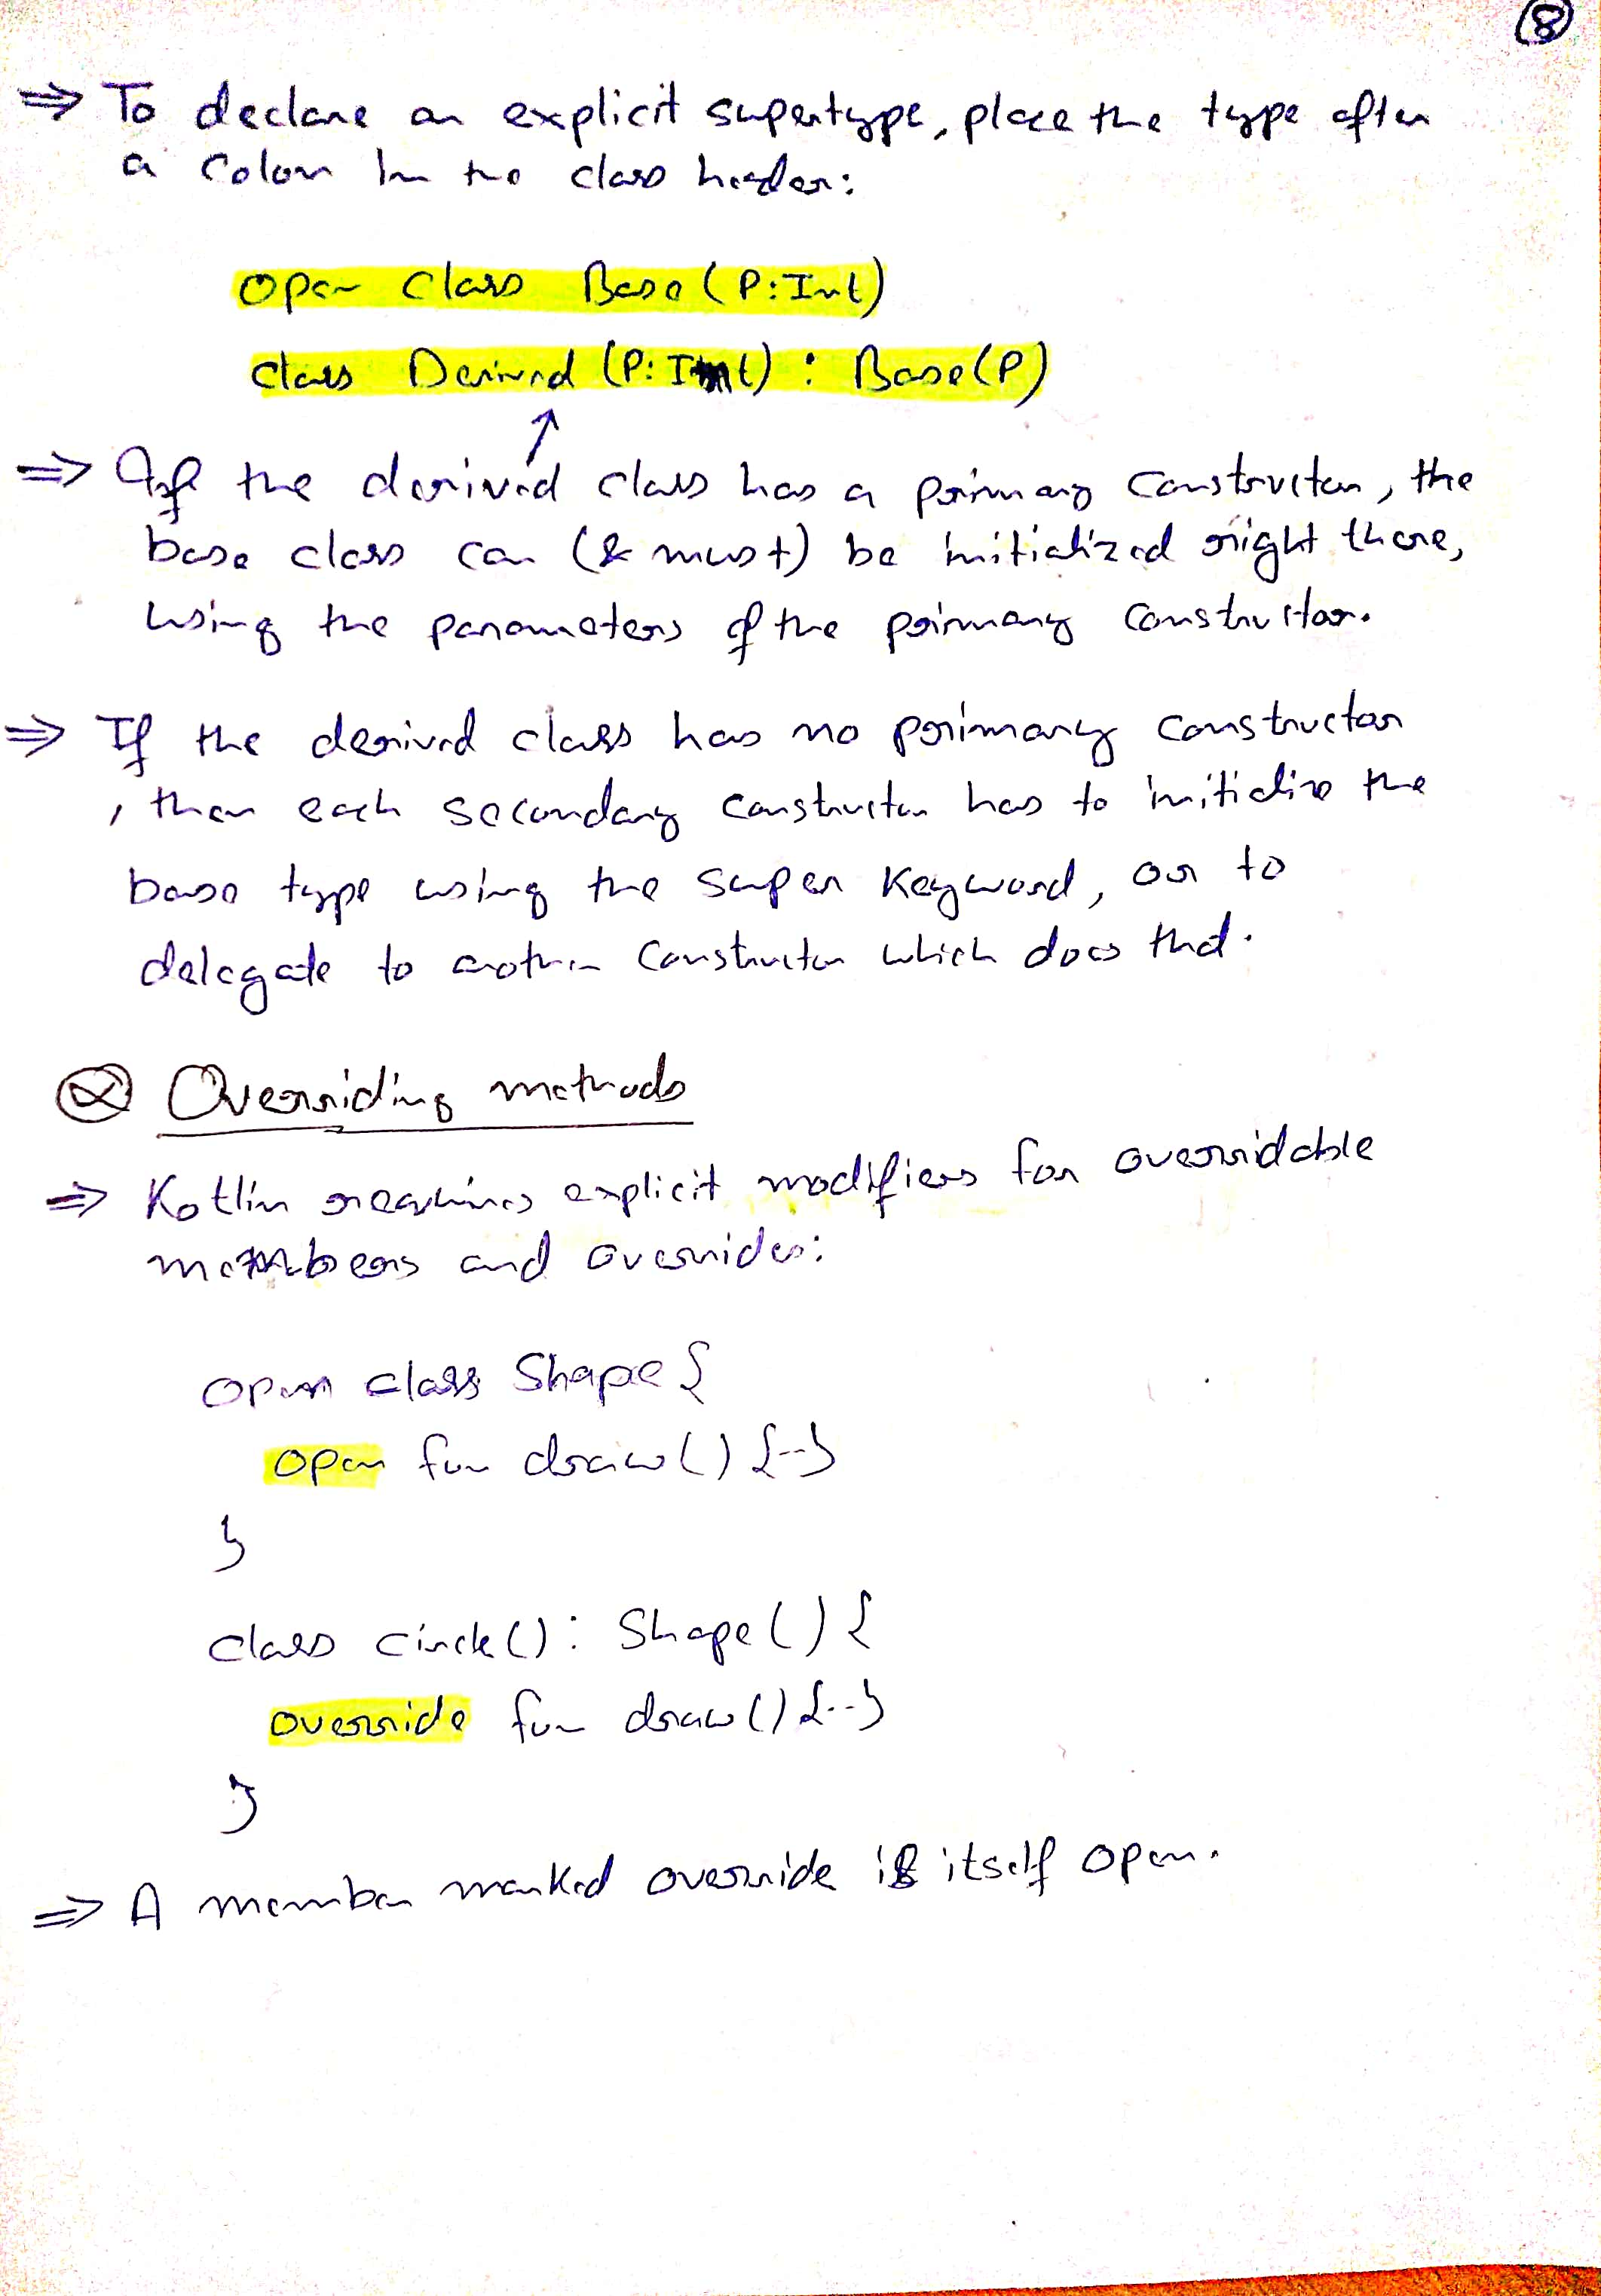 8
⇒ To declare an explicit supertype, place the type after
a colon in the class header:
open class Base(P:Int)
class Derived (P:Int) : Base(P)
⇒ If the derived class has a primary constructor, the
base class can (& must) be initialized right there,
using the parameters of the primary constructor.
⇒ If the derived class has no primary constructor
, then each secondary constructor has to initialize the
base type using the super keyword, or to
delegate to another constructor which does that.
Overriding methods
⇒ Kotlin requires explicit modifiers for overridable
members and overrides:
open class Shape {
open fun draw() {--}
}
class circle() : Shape() {
override fun draw() {--}
}
⇒ A member marked override is itself open.